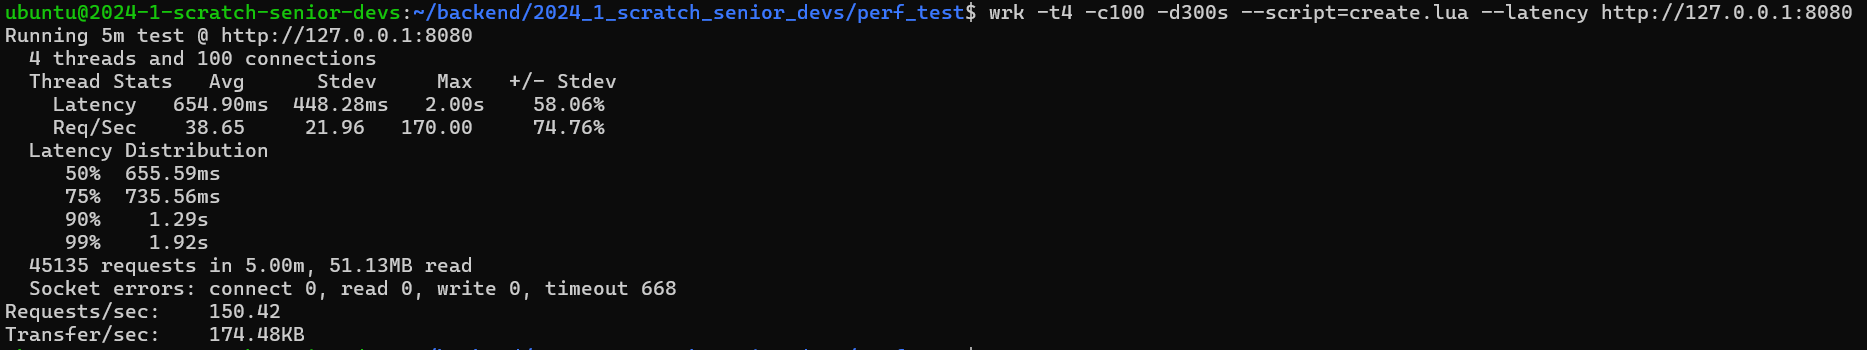 ubuntu@2024-1-scratch-senior-devs:~/backend/2024_1_scratch_senior_devs/perf_test$ wrk -t4 -c100 -d300s --script=create.lua --latency http://127.0.0.1:8080
Running 5m test @ http://127.0.0.1:8080
  4 threads and 100 connections
  Thread Stats   Avg      Stdev     Max   +/- Stdev
    Latency   654.90ms  448.28ms   2.00s    58.06%
    Req/Sec    38.65     21.96   170.00     74.76%
  Latency Distribution
     50%  655.59ms
     75%  735.56ms
     90%    1.29s
     99%    1.92s
  45135 requests in 5.00m, 51.13MB read
  Socket errors: connect 0, read 0, write 0, timeout 668
Requests/sec:    150.42
Transfer/sec:    174.48KB